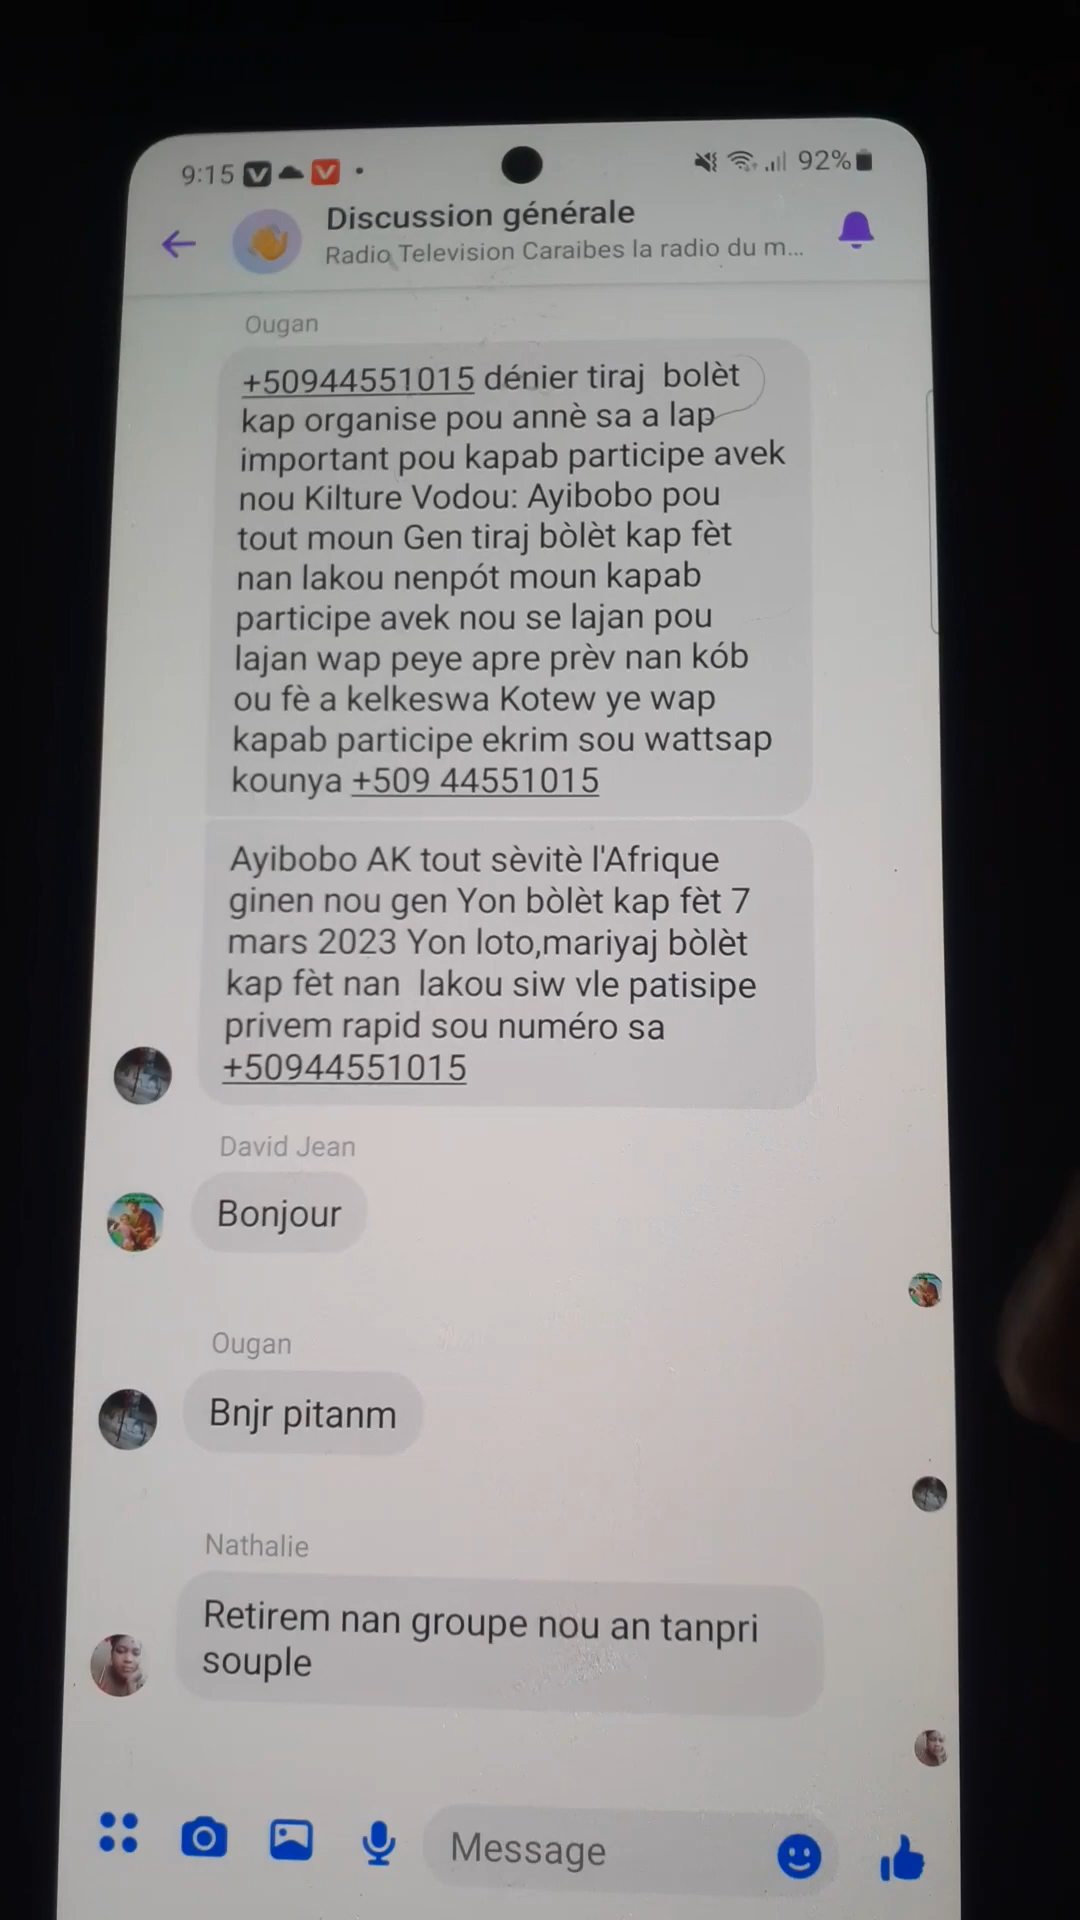 9:15
92%
Discussion générale
Radio Television Caraibes la radio du m...
Ougan
+50944551015 dénier tiraj bolèt
kap organise pou annè sa a lap
important pou kapab participe avek
nou Kilture Vodou: Ayibobo pou
tout moun Gen tiraj bòlèt kap fèt
nan lakou nenpót moun kapab
participe avek nou se lajan pou
lajan wap peye apre prèv nan kób
ou fè a kelkeswa Kotew ye wap
kapab participe ekrim sou wattsap
kounya +509 44551015
Ayibobo AK tout sèvitè l'Afrique
ginen nou gen Yon bòlèt kap fèt 7
mars 2023 Yon loto,mariyaj bòlèt
kap fèt nan lakou siw vle patisipe
privem rapid sou numéro sa
+50944551015
David Jean
Bonjour
Ougan
Bnjr pitanm
Nathalie
Retirem nan groupe nou an tanpri
souple
Message